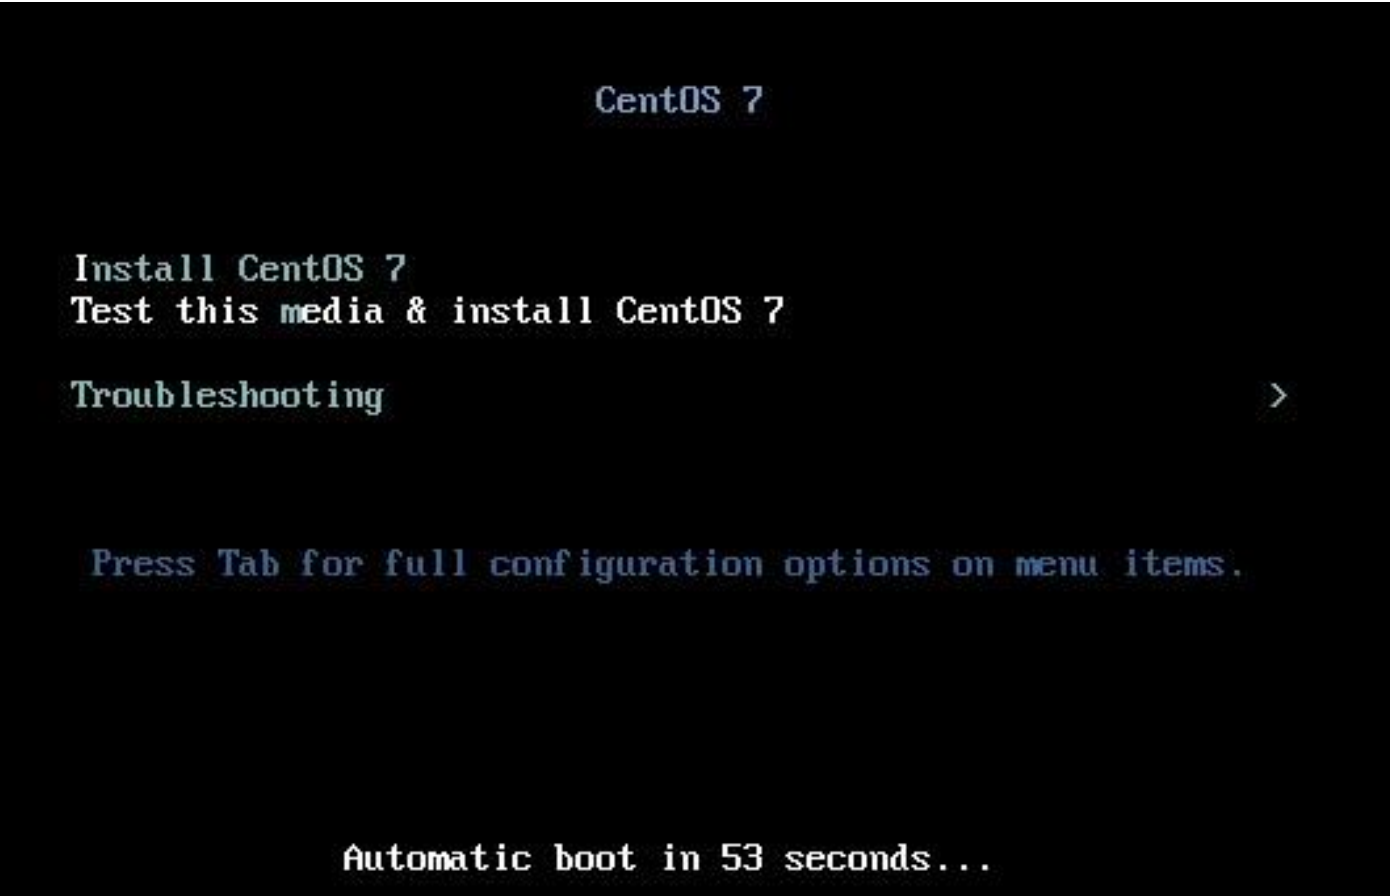 CentOS 7
Install CentOS 7
Test this media & install CentOS 7
Troubleshooting >
Press Tab for full configuration options on menu items.
Automatic boot in 53 seconds...